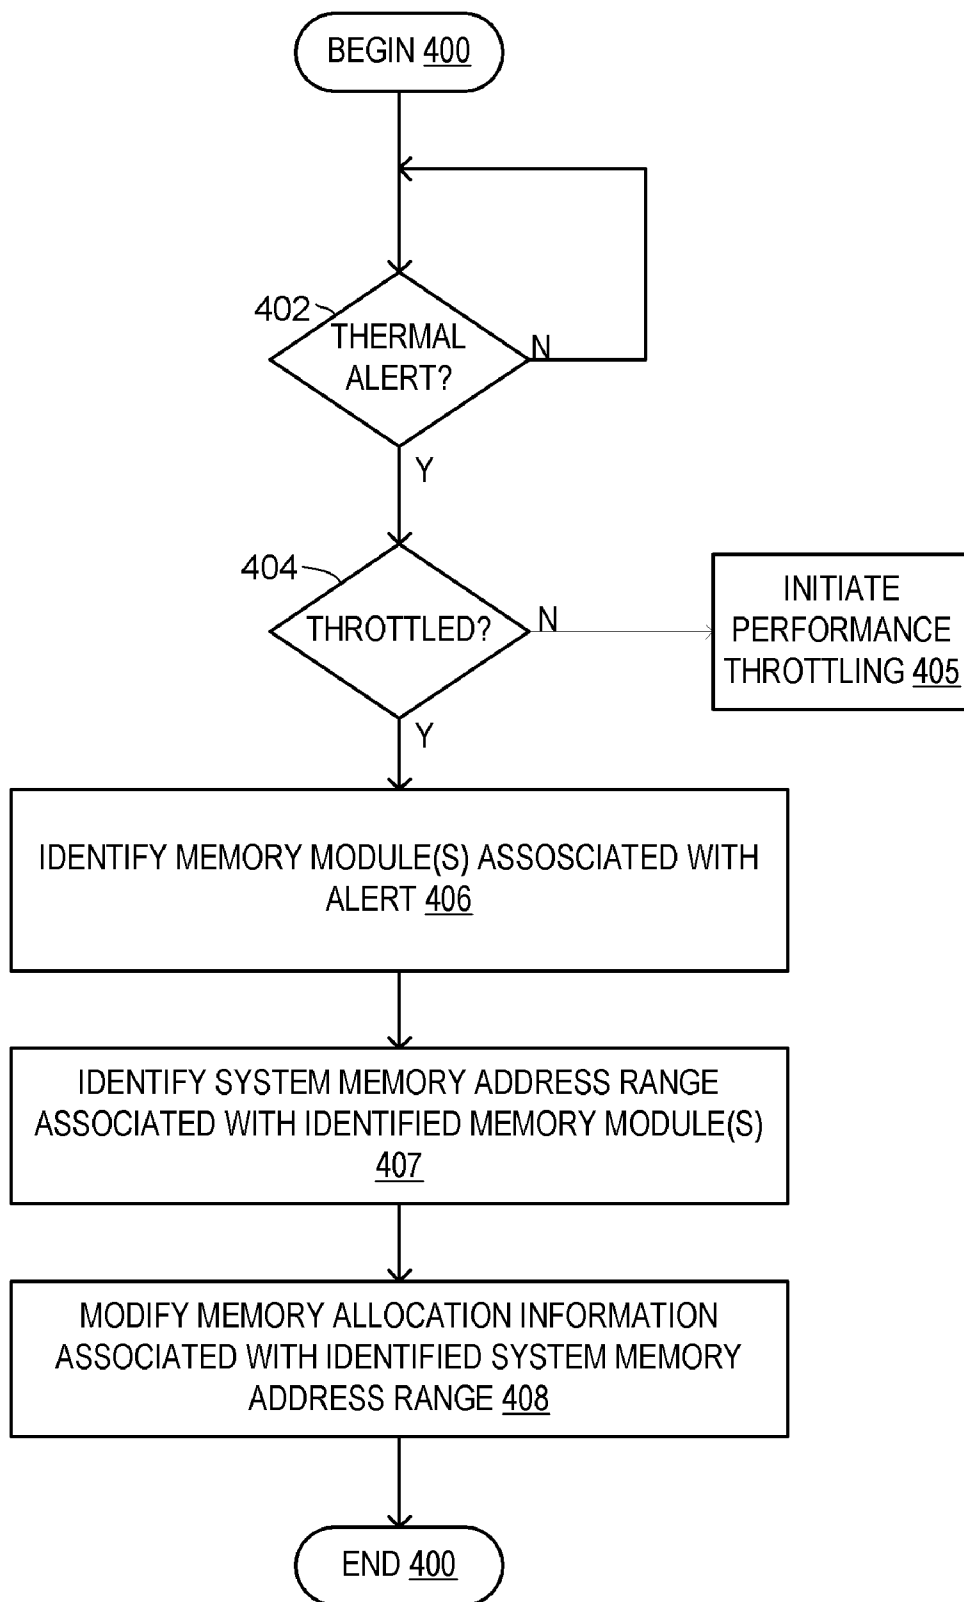 BEGIN 400
402
THERMAL
ALERT?
N
Y
404
THROTTLED?
N
INITIATE
PERFORMANCE
THROTTLING 405
Y
IDENTIFY MEMORY MODULE(S) ASSOSCIATED WITH
ALERT 406
IDENTIFY SYSTEM MEMORY ADDRESS RANGE
ASSOCIATED WITH IDENTIFIED MEMORY MODULE(S)
407
MODIFY MEMORY ALLOCATION INFORMATION
ASSOCIATED WITH IDENTIFIED SYSTEM MEMORY
ADDRESS RANGE 408
END 400